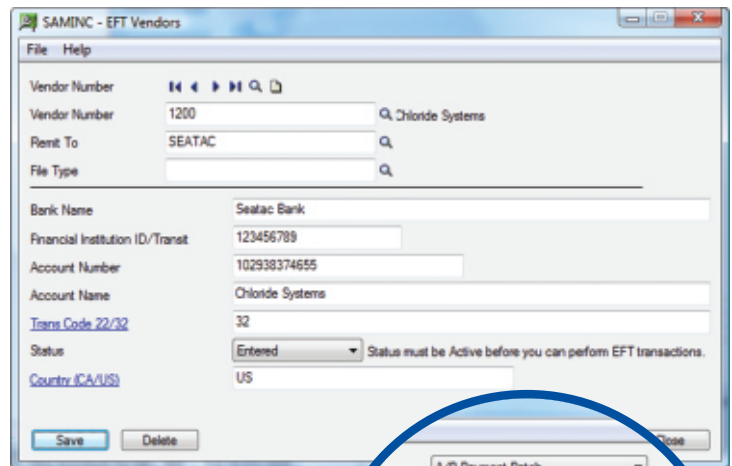 SAMINC - EFT Vendors
File Help
Vendor Number
Vendor Number 1200 Chloride Systems
Remit To SEATAC
File Type
Bank Name Seatac Bank
Financial Institution ID/Transit 123456789
Account Number 102938374655
Account Name Chloride Systems
Trans Code 22/32 32
Status Entered Status must be Active before you can perform EFT transactions.
Country (CA/US) US
Save Delete Close
Payment Batch